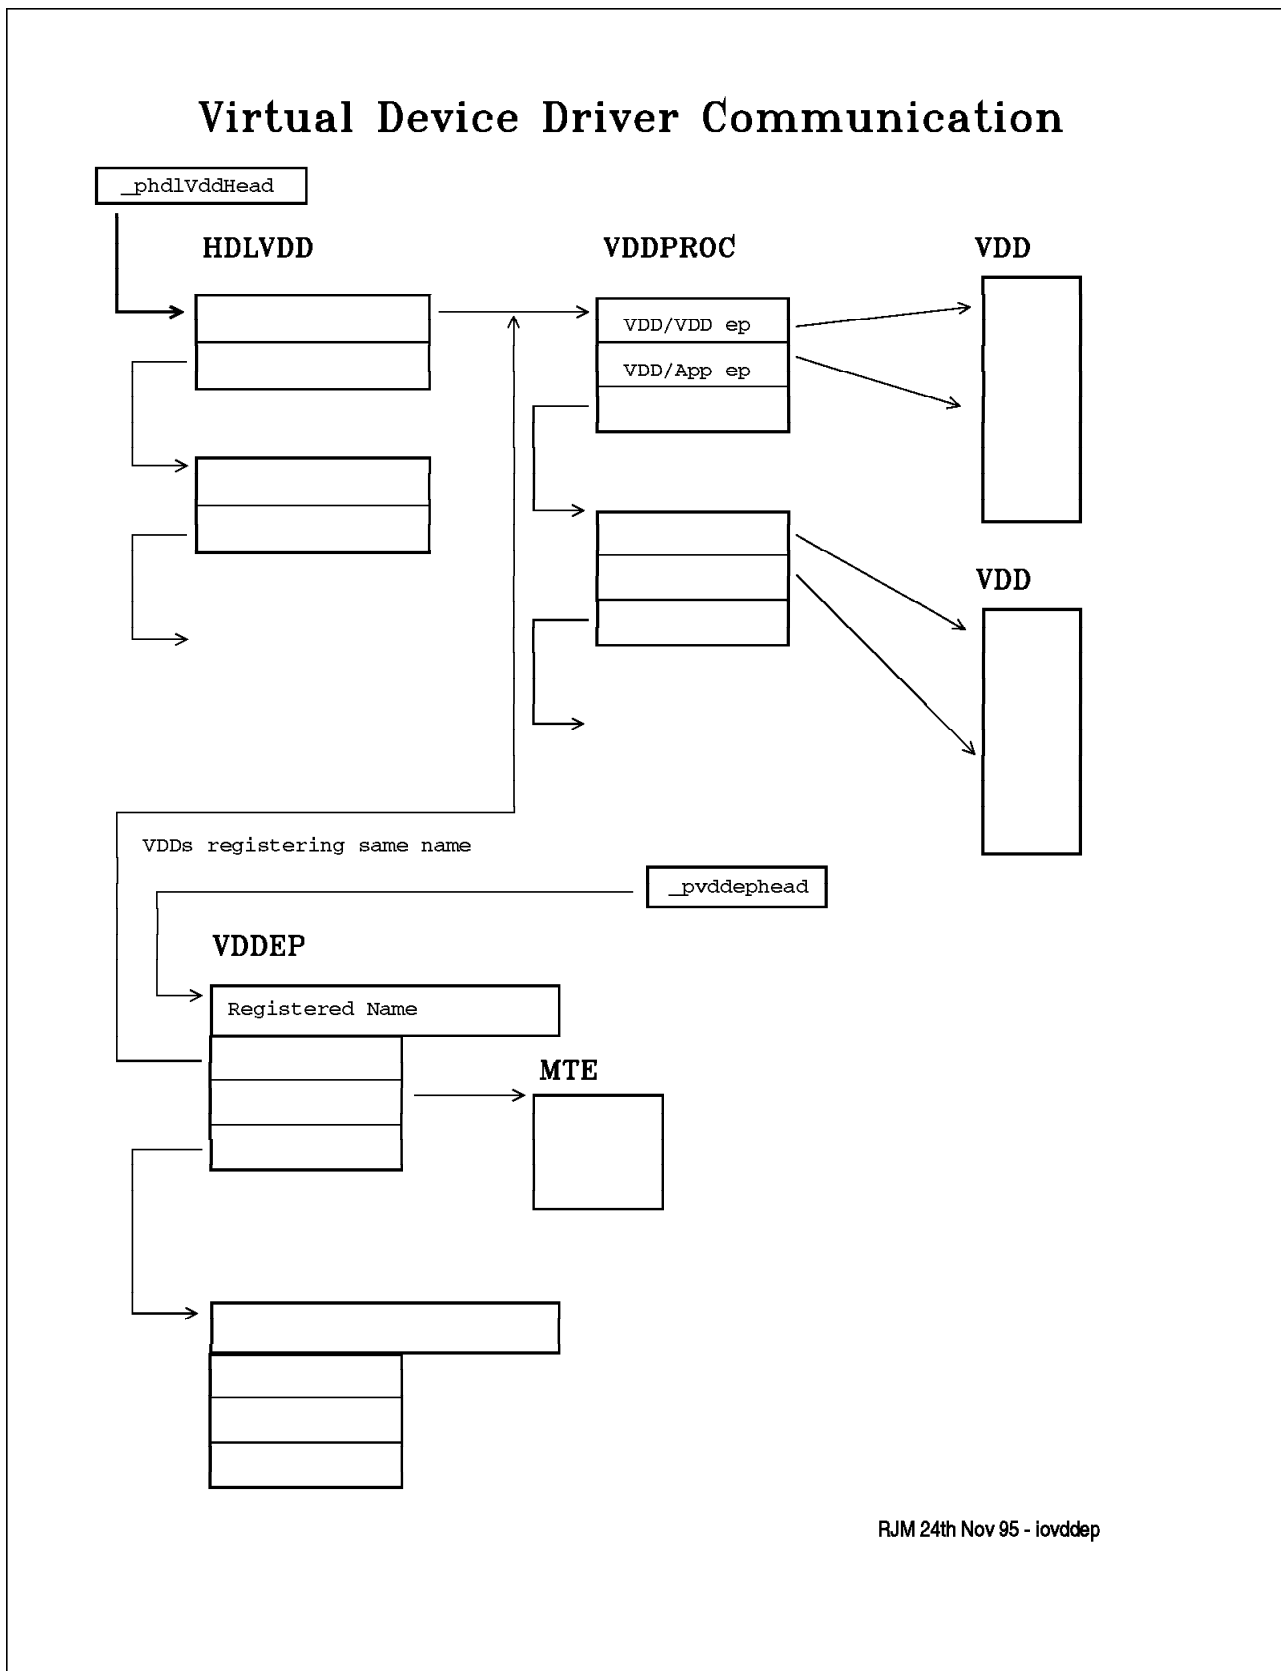 Virtual Device Driver Communication
_phdlVddHead
HDLVDD
VDDPROC
VDD
VDD/VDD ep
VDD/App ep
VDD
VDDs registering same name
_pvddephead
VDDEP
Registered Name
MTE
RJM 24th Nov 95 - iovddep